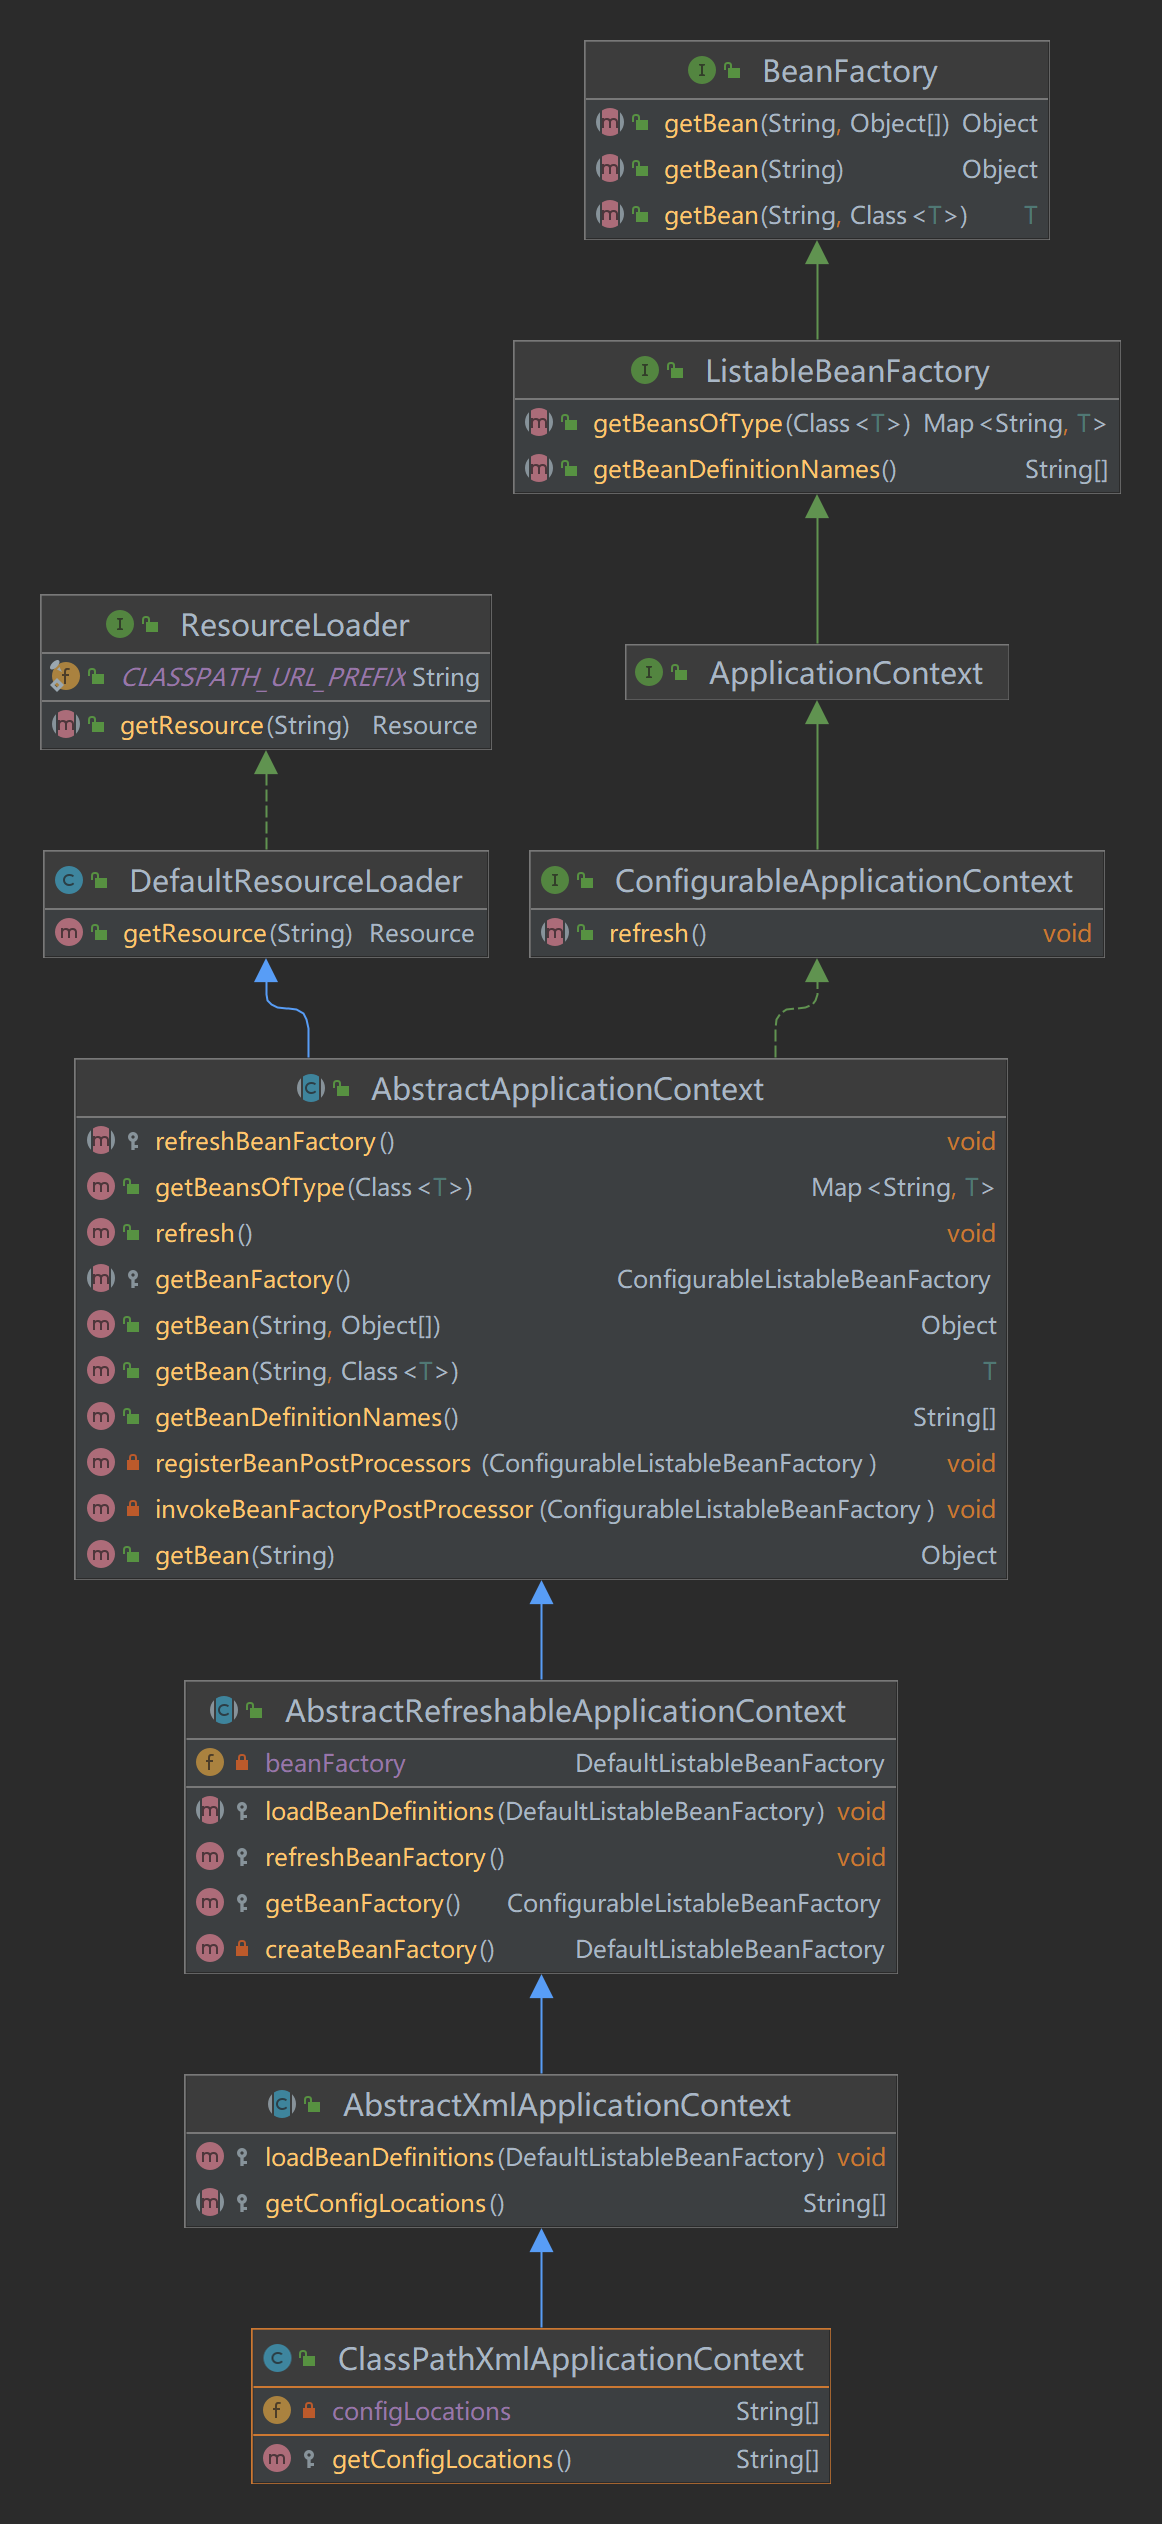 BeanFactory
getBean(String, Object[]) Object
getBean(String) Object
getBean(String, Class<T>) T
ListableBeanFactory
getBeansOfType(Class<T>) Map<String, T>
getBeanDefinitionNames() String[]
ResourceLoader
CLASSPATH_URL_PREFIX String
getResource(String) Resource
ApplicationContext
DefaultResourceLoader
getResource(String) Resource
ConfigurableApplicationContext
refresh() void
AbstractApplicationContext
refreshBeanFactory() void
getBeansOfType(Class<T>) Map<String, T>
refresh() void
getBeanFactory() ConfigurableListableBeanFactory
getBean(String, Object[]) Object
getBean(String, Class<T>) T
getBeanDefinitionNames() String[]
registerBeanPostProcessors(ConfigurableListableBeanFactory) void
invokeBeanFactoryPostProcessor(ConfigurableListableBeanFactory) void
getBean(String) Object
AbstractRefreshableApplicationContext
beanFactory DefaultListableBeanFactory
loadBeanDefinitions(DefaultListableBeanFactory) void
refreshBeanFactory() void
getBeanFactory() ConfigurableListableBeanFactory
createBeanFactory() DefaultListableBeanFactory
AbstractXmlApplicationContext
loadBeanDefinitions(DefaultListableBeanFactory) void
getConfigLocations() String[]
ClassPathXmlApplicationContext
configLocations String[]
getConfigLocations() String[]